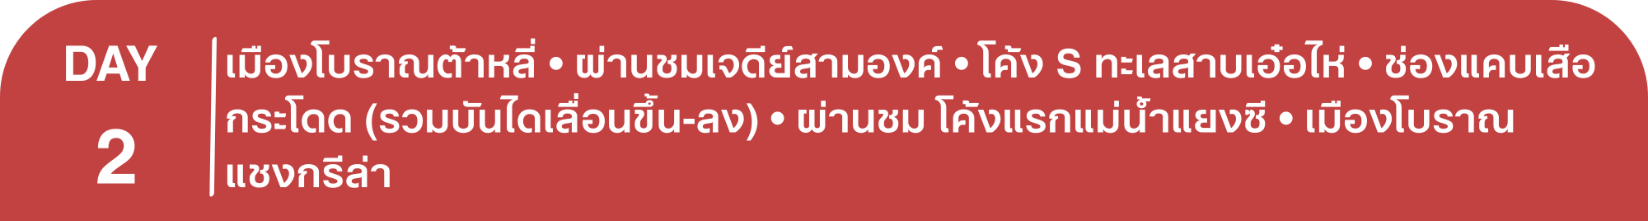 DAY
2
เมืองโบราณต้าหลี่ • ผ่านชมเจดีย์สามองค์ • โค้ง S ทะเลสาบเอ๋อไห่ • ช่องแคบเสือ
กระโดด (รวมบันไดเลื่อนขึ้น-ลง) • ผ่านชม โค้งแรกแม่น้ำแยงซี • เมืองโบราณ
แชงกรีล่า